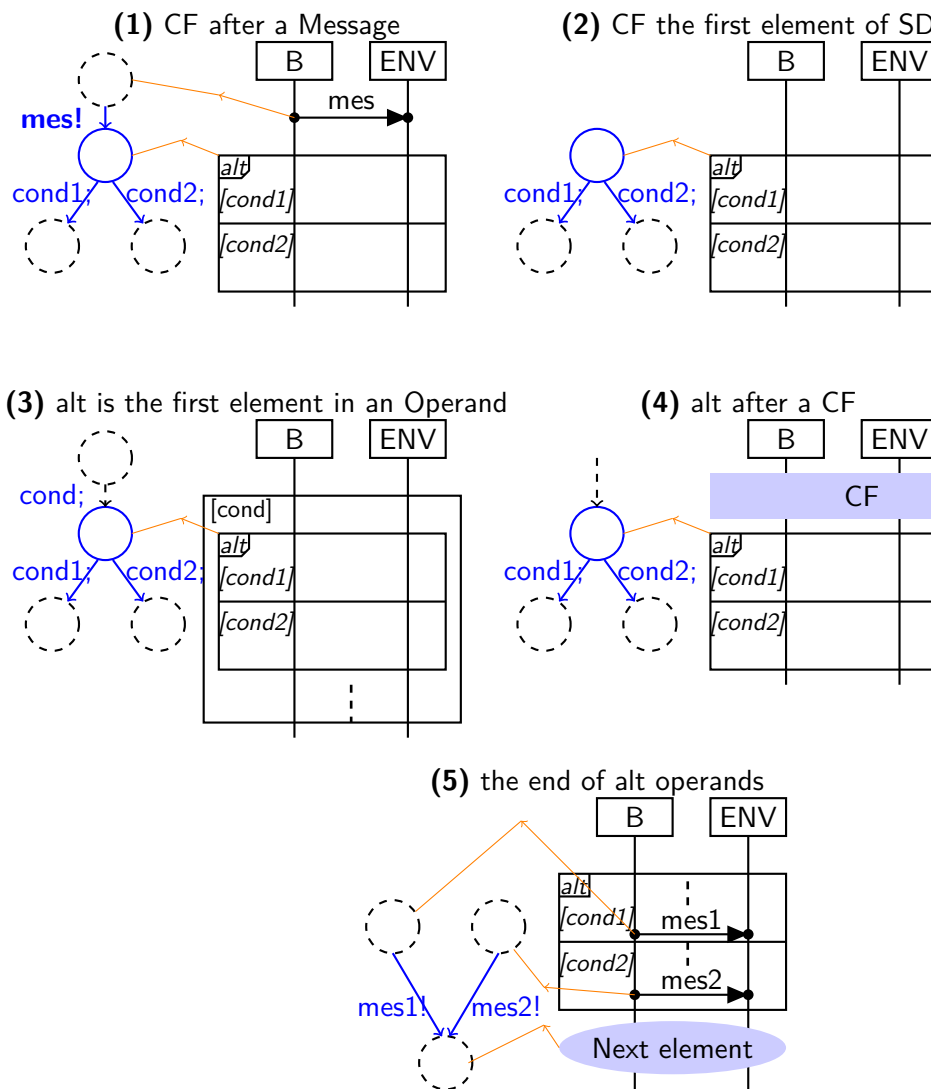 (1) CF after a Message
B ENV
mes
mes!
alt
cond1; cond2; [cond1]
[cond2]
(2) CF the first element of SD
B ENV
alt
cond1; cond2; [cond1]
[cond2]
(3) alt is the first element in an Operand
B ENV
cond; [cond]
alt
cond1; cond2; [cond1]
[cond2]
(4) alt after a CF
B ENV
CF
alt
cond1; cond2; [cond1]
[cond2]
(5) the end of alt operands
B ENV
alt
[cond1] mes1
[cond2] mes2
mes1! mes2!
Next element